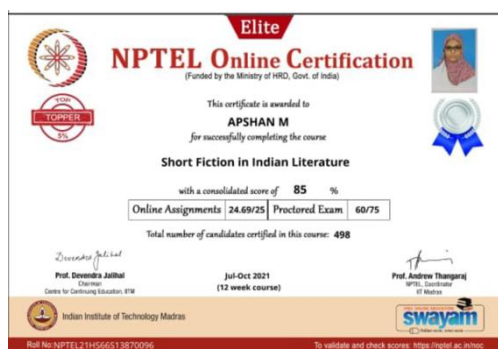 Elite
NPTEL Online Certification
(Funded by the Ministry of HRD, Govt. of India)
TOP
TOPPER
5%
This certificate is awarded to
APSHAN M
for successfully completing the course
Short Fiction in Indian Literature
with a consolidated score of 85 %
Online Assignments 24.69/25 Proctored Exam 60/75
Total number of candidates certified in this course: 498
Devendra Jalihal
Prof. Devendra Jalihal
Chairman
Centre for Continuing Education, IITM
Jul-Oct 2021
(12 week course)
Prof. Andrew Thangaraj
NPTEL, Coordinator
IIT Madras
Indian Institute of Technology Madras
swayam
Roll No:NPTEL21HS66S13870096
To validate and check scores: https://nptel.ac.in/noc